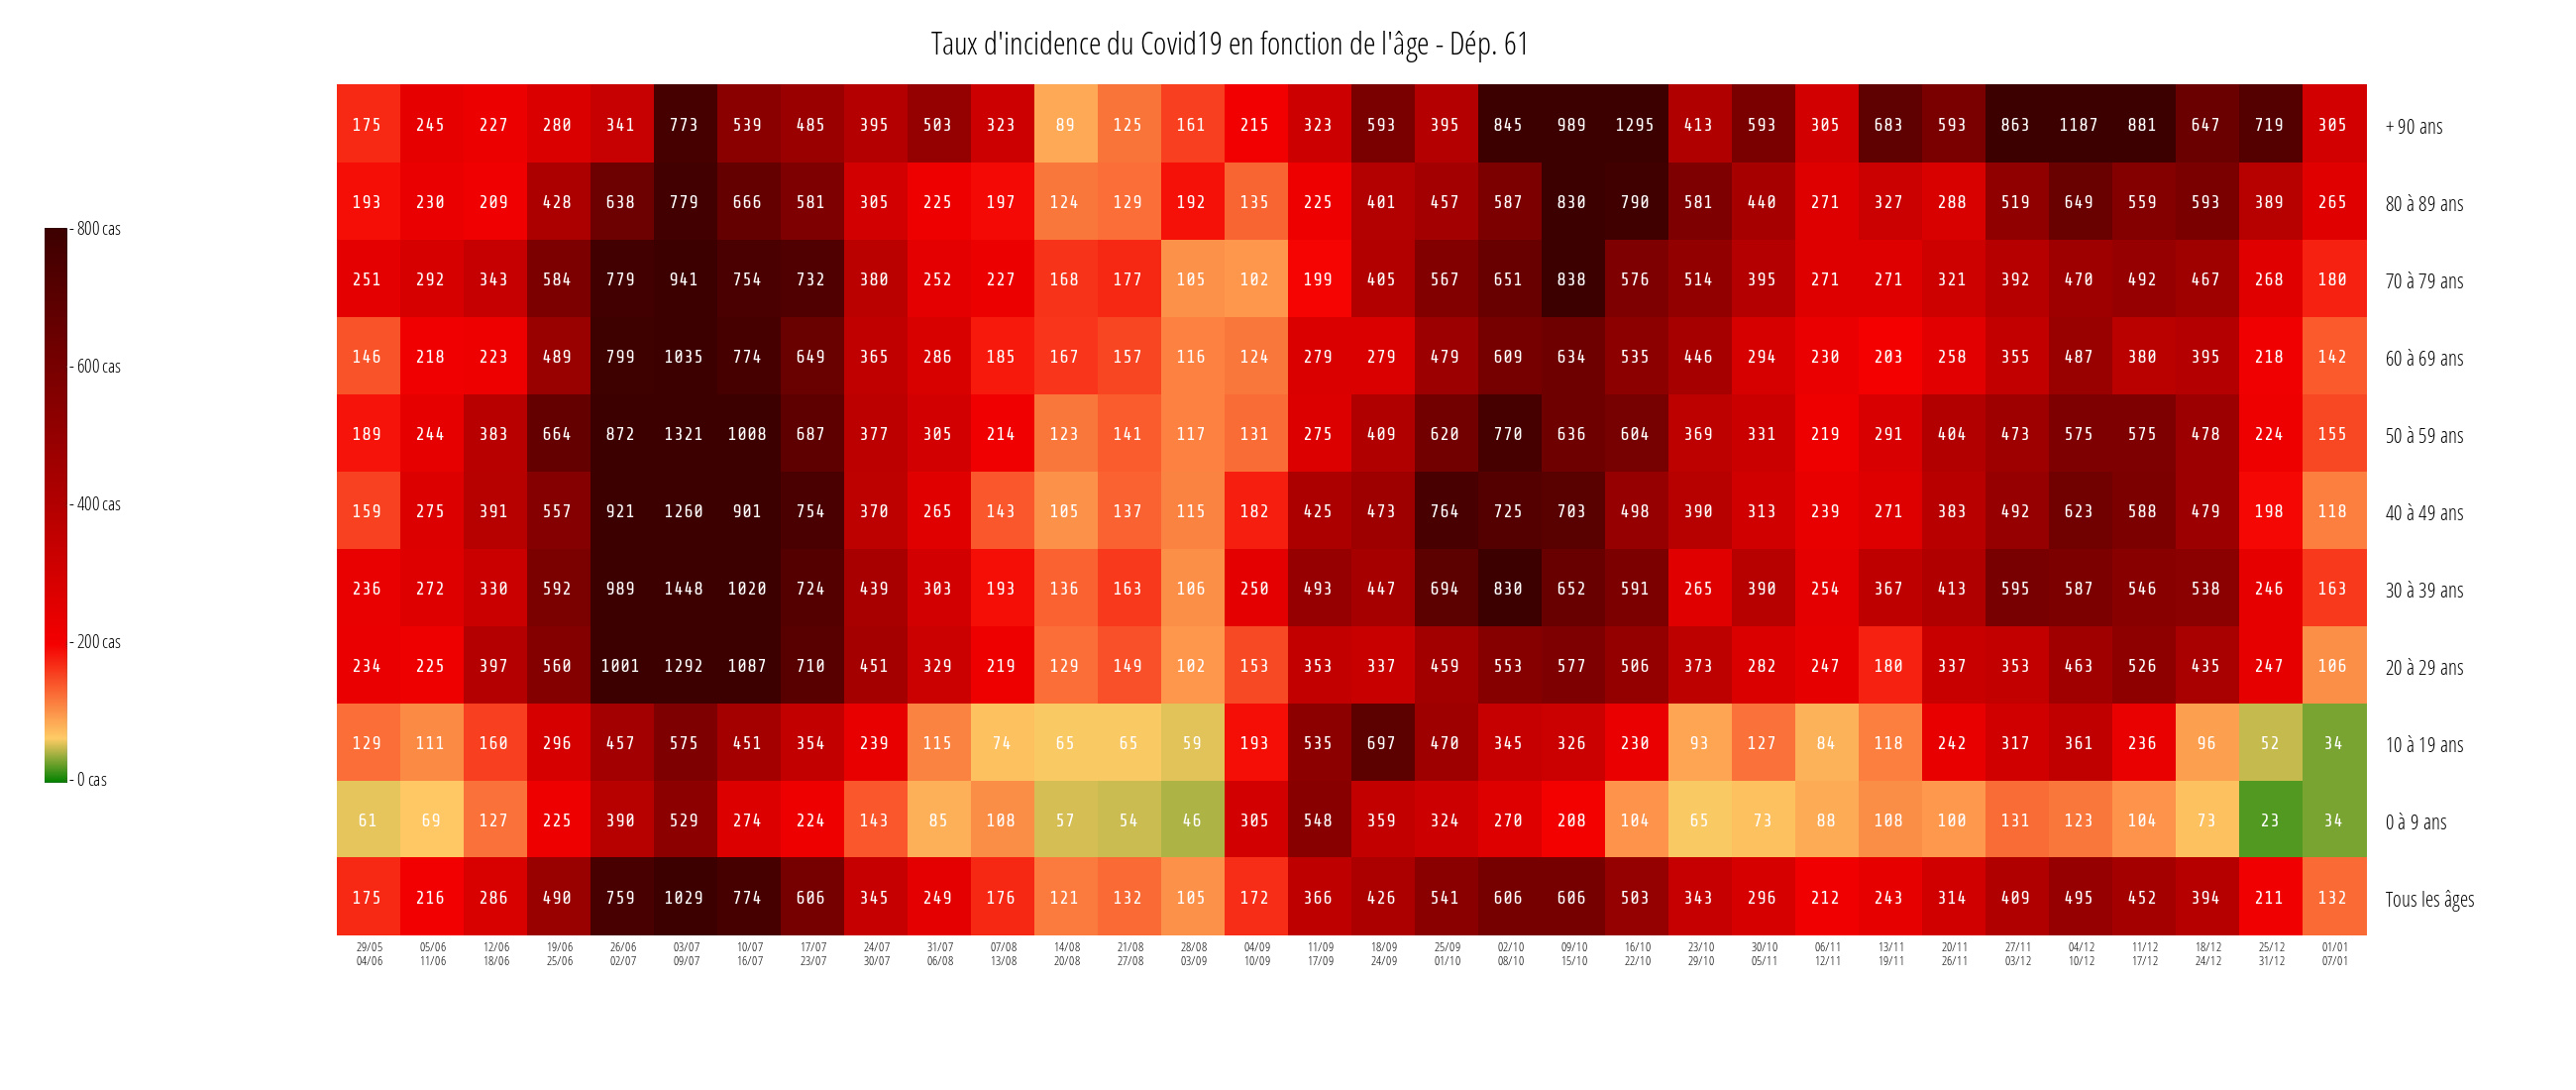 Taux d'incidence du Covid19 en fonction de l'âge - Dép. 61
- 800 cas
- 600 cas
- 400 cas
- 200 cas
- 0 cas
175 245 227 280 341 773 539 485 395 503 323 89 125 161 215 323 593 395 845 989 1295 413 593 305 683 593 863 1187 881 647 719 305 + 90 ans
193 230 209 428 638 779 666 581 305 225 197 124 129 192 135 225 401 457 587 830 790 581 440 271 327 288 519 649 559 593 389 265 80 à 89 ans
251 292 343 584 779 941 754 732 380 252 227 168 177 105 102 199 405 567 651 838 576 514 395 271 271 321 392 470 492 467 268 180 70 à 79 ans
146 218 223 489 799 1035 774 649 365 286 185 167 157 116 124 279 279 479 609 634 535 446 294 230 203 258 355 487 380 395 218 142 60 à 69 ans
189 244 383 664 872 1321 1008 687 377 305 214 123 141 117 131 275 409 620 770 636 604 369 331 219 291 404 473 575 575 478 224 155 50 à 59 ans
159 275 391 557 921 1260 901 754 370 265 143 105 137 115 182 425 473 764 725 703 498 390 313 239 271 383 492 623 588 479 198 118 40 à 49 ans
236 272 330 592 989 1448 1020 724 439 303 193 136 163 106 250 493 447 694 830 652 591 265 390 254 367 413 595 587 546 538 246 163 30 à 39 ans
234 225 397 560 1001 1292 1087 710 451 329 219 129 149 102 153 353 337 459 553 577 506 373 282 247 180 337 353 463 526 435 247 106 20 à 29 ans
129 111 160 296 457 575 451 354 239 115 74 65 65 59 193 535 697 470 345 326 230 93 127 84 118 242 317 361 236 96 52 34 10 à 19 ans
61 69 127 225 390 529 274 224 143 85 108 57 54 46 305 548 359 324 270 208 104 65 73 88 108 100 131 123 104 73 23 34 0 à 9 ans
175 216 286 490 759 1029 774 606 345 249 176 121 132 105 172 366 426 541 606 606 503 343 296 212 243 314 409 495 452 394 211 132 Tous les âges
29/05 05/06 12/06 19/06 26/06 03/07 10/07 17/07 24/07 31/07 07/08 14/08 21/08 28/08 04/09 11/09 18/09 25/09 02/10 09/10 16/10 23/10 30/10 06/11 13/11 20/11 27/11 04/12 11/12 18/12 25/12 01/01
04/06 11/06 18/06 25/06 02/07 09/07 16/07 23/07 30/07 06/08 13/08 20/08 27/08 03/09 10/09 17/09 24/09 01/10 08/10 15/10 22/10 29/10 05/11 12/11 19/11 26/11 03/12 10/12 17/12 24/12 31/12 07/01